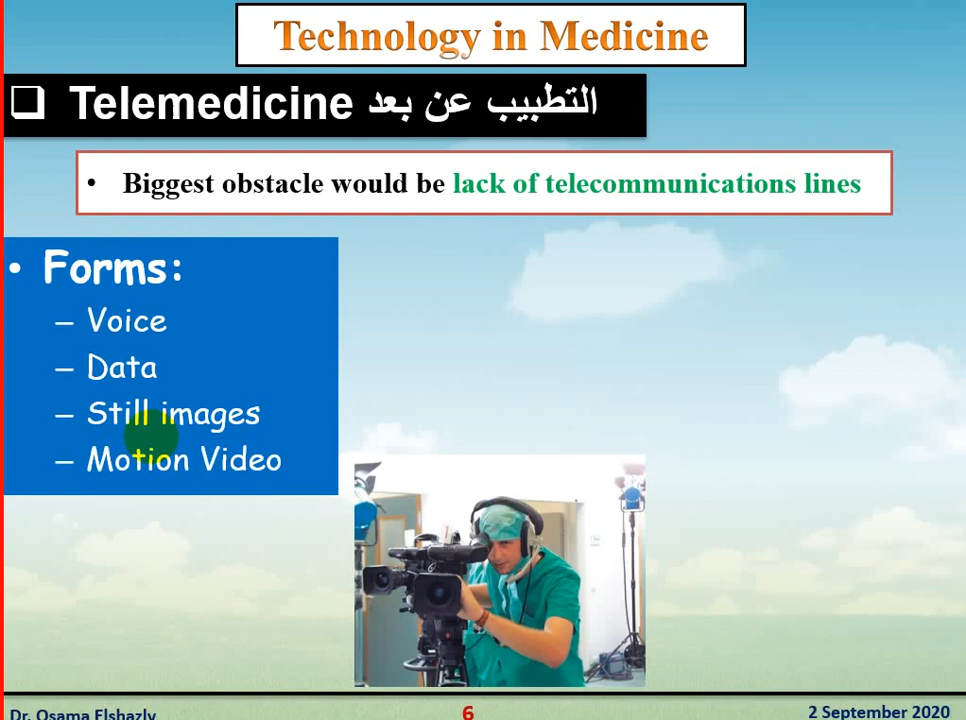 Technology in Medicine
❑ Telemedicine التطبيب عن بعد
• Biggest obstacle would be lack of telecommunications lines
• Forms:
– Voice
– Data
– Still images
– Motion Video
Dr. Osama Elshazly
6
2 September 2020